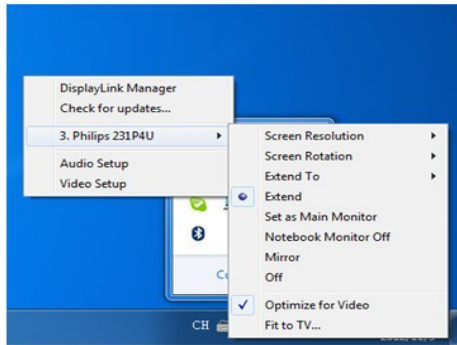 DisplayLink Manager
Check for updates...
3. Philips 231P4U
Audio Setup
Video Setup
Screen Resolution
Screen Rotation
Extend To
Extend
Set as Main Monitor
Notebook Monitor Off
Mirror
Off
Optimize for Video
Fit to TV...
CH